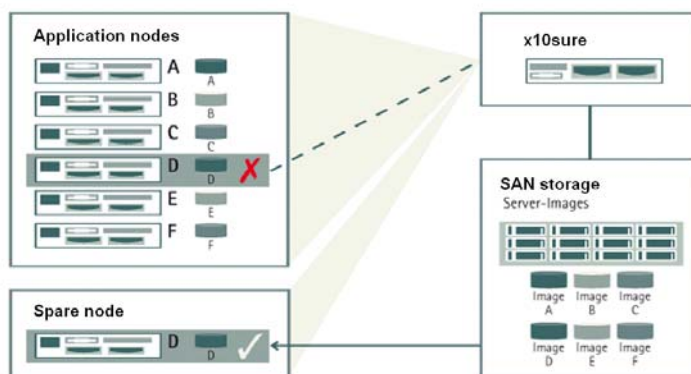 Application nodes
A
A
B
B
C
C
D
D
E
E
F
F
Spare node
D
D
x10sure
SAN storage
Server-Images
Image A
Image B
Image C
Image D
Image E
Image F